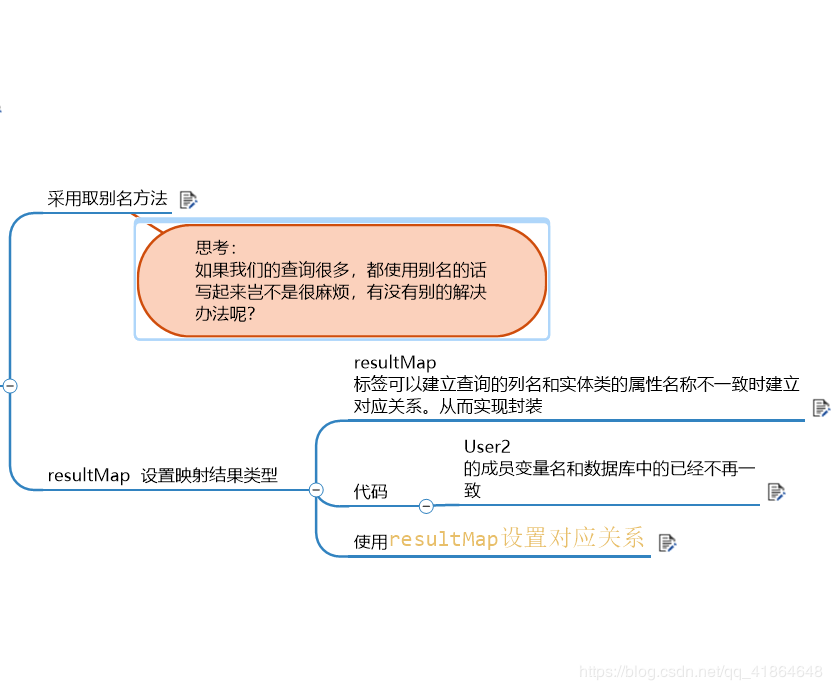 采用取别名方法
思考：
如果我们的查询很多，都使用别名的话
写起来岂不是很麻烦，有没有别的解决
办法呢？
resultMap
标签可以建立查询的列名和实体类的属性名称不一致时建立
对应关系。从而实现封装
resultMap 设置映射结果类型
User2
的成员变量名和数据库中的已经不再一
致
代码
使用resultMap设置对应关系
https://blog.csdn.net/qq_41864648